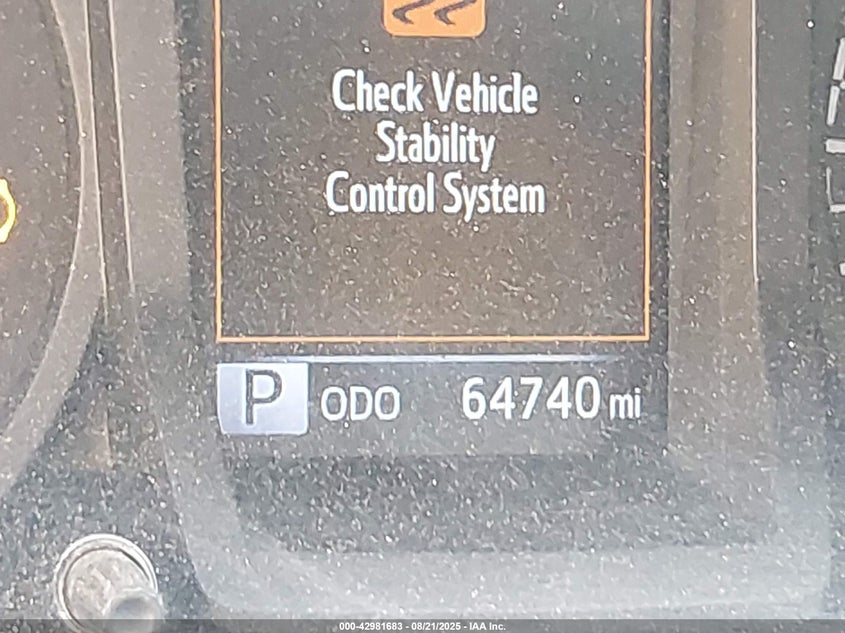 Check Vehicle
Stability
Control System
P ODO 64740 mi
000-42981683 - 08/21/2025 - IAA Inc.